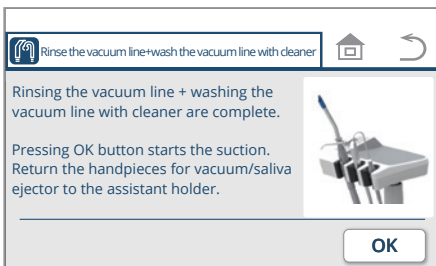 Rinse the vacuum line+wash the vacuum line with cleaner
Rinsing the vacuum line + washing the
vacuum line with cleaner are complete.
Pressing OK button starts the suction.
Return the handpieces for vacuum/saliva
ejector to the assistant holder.
OK